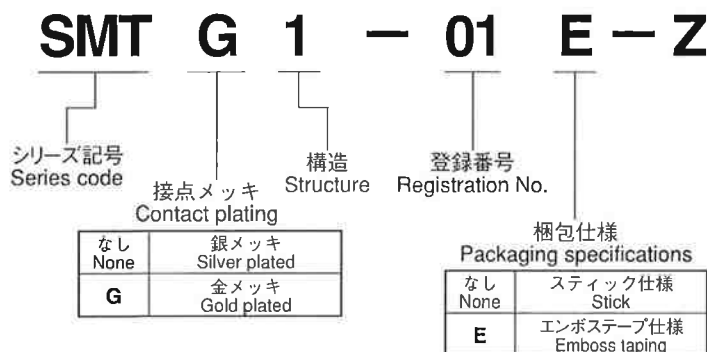 SMT G 1 - 01 E - Z
シリーズ記号
Series code
接点メッキ
Contact plating
なし
None
銀メッキ
Silver plated
G
金メッキ
Gold plated
構造
Structure
登録番号
Registration No.
梱包仕様
Packaging specifications
なし
None
スティック仕様
Stick
E
エンボステープ仕様
Emboss taping